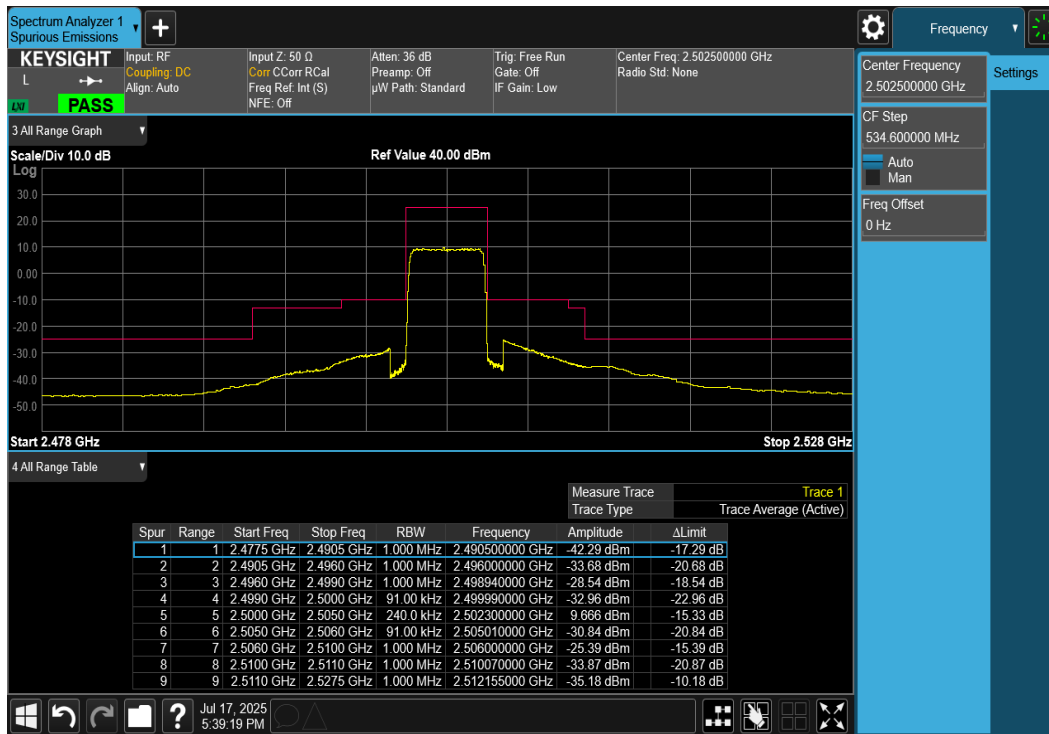 Spectrum Analyzer 1
Spurious Emissions
Frequency
KEYSIGHT
L
LXI
PASS
Input: RF
Coupling: DC
Align: Auto
Input Z: 50 Ω
Corr CCorr RCal
Freq Ref: Int (S)
NFE: Off
Atten: 36 dB
Preamp: Off
µW Path: Standard
Trig: Free Run
Gate: Off
IF Gain: Low
Center Freq: 2.502500000 GHz
Radio Std: None
Center Frequency
2.502500000 GHz
Settings
CF Step
534.600000 MHz
Auto
Man
Freq Offset
0 Hz
3 All Range Graph
Scale/Div 10.0 dB
Ref Value 40.00 dBm
Log
30.0
20.0
10.0
0.00
-10.0
-20.0
-30.0
-40.0
-50.0
Start 2.478 GHz
Stop 2.528 GHz
4 All Range Table
Measure Trace Trace 1
Trace Type Trace Average (Active)
Spur Range Start Freq Stop Freq RBW Frequency Amplitude ΔLimit
1 1 2.4775 GHz 2.4905 GHz 1.000 MHz 2.490500000 GHz -42.29 dBm -17.29 dB
2 2 2.4905 GHz 2.4960 GHz 1.000 MHz 2.496000000 GHz -33.68 dBm -20.68 dB
3 3 2.4960 GHz 2.4990 GHz 1.000 MHz 2.498940000 GHz -28.54 dBm -18.54 dB
4 4 2.4990 GHz 2.5000 GHz 91.00 kHz 2.499990000 GHz -32.96 dBm -22.96 dB
5 5 2.5000 GHz 2.5050 GHz 240.0 kHz 2.502300000 GHz 9.666 dBm -15.33 dB
6 6 2.5050 GHz 2.5060 GHz 91.00 kHz 2.505010000 GHz -30.84 dBm -20.84 dB
7 7 2.5060 GHz 2.5100 GHz 1.000 MHz 2.506000000 GHz -25.39 dBm -15.39 dB
8 8 2.5100 GHz 2.5110 GHz 1.000 MHz 2.510070000 GHz -33.87 dBm -20.87 dB
9 9 2.5110 GHz 2.5275 GHz 1.000 MHz 2.512155000 GHz -35.18 dBm -10.18 dB
Jul 17, 2025
5:39:19 PM